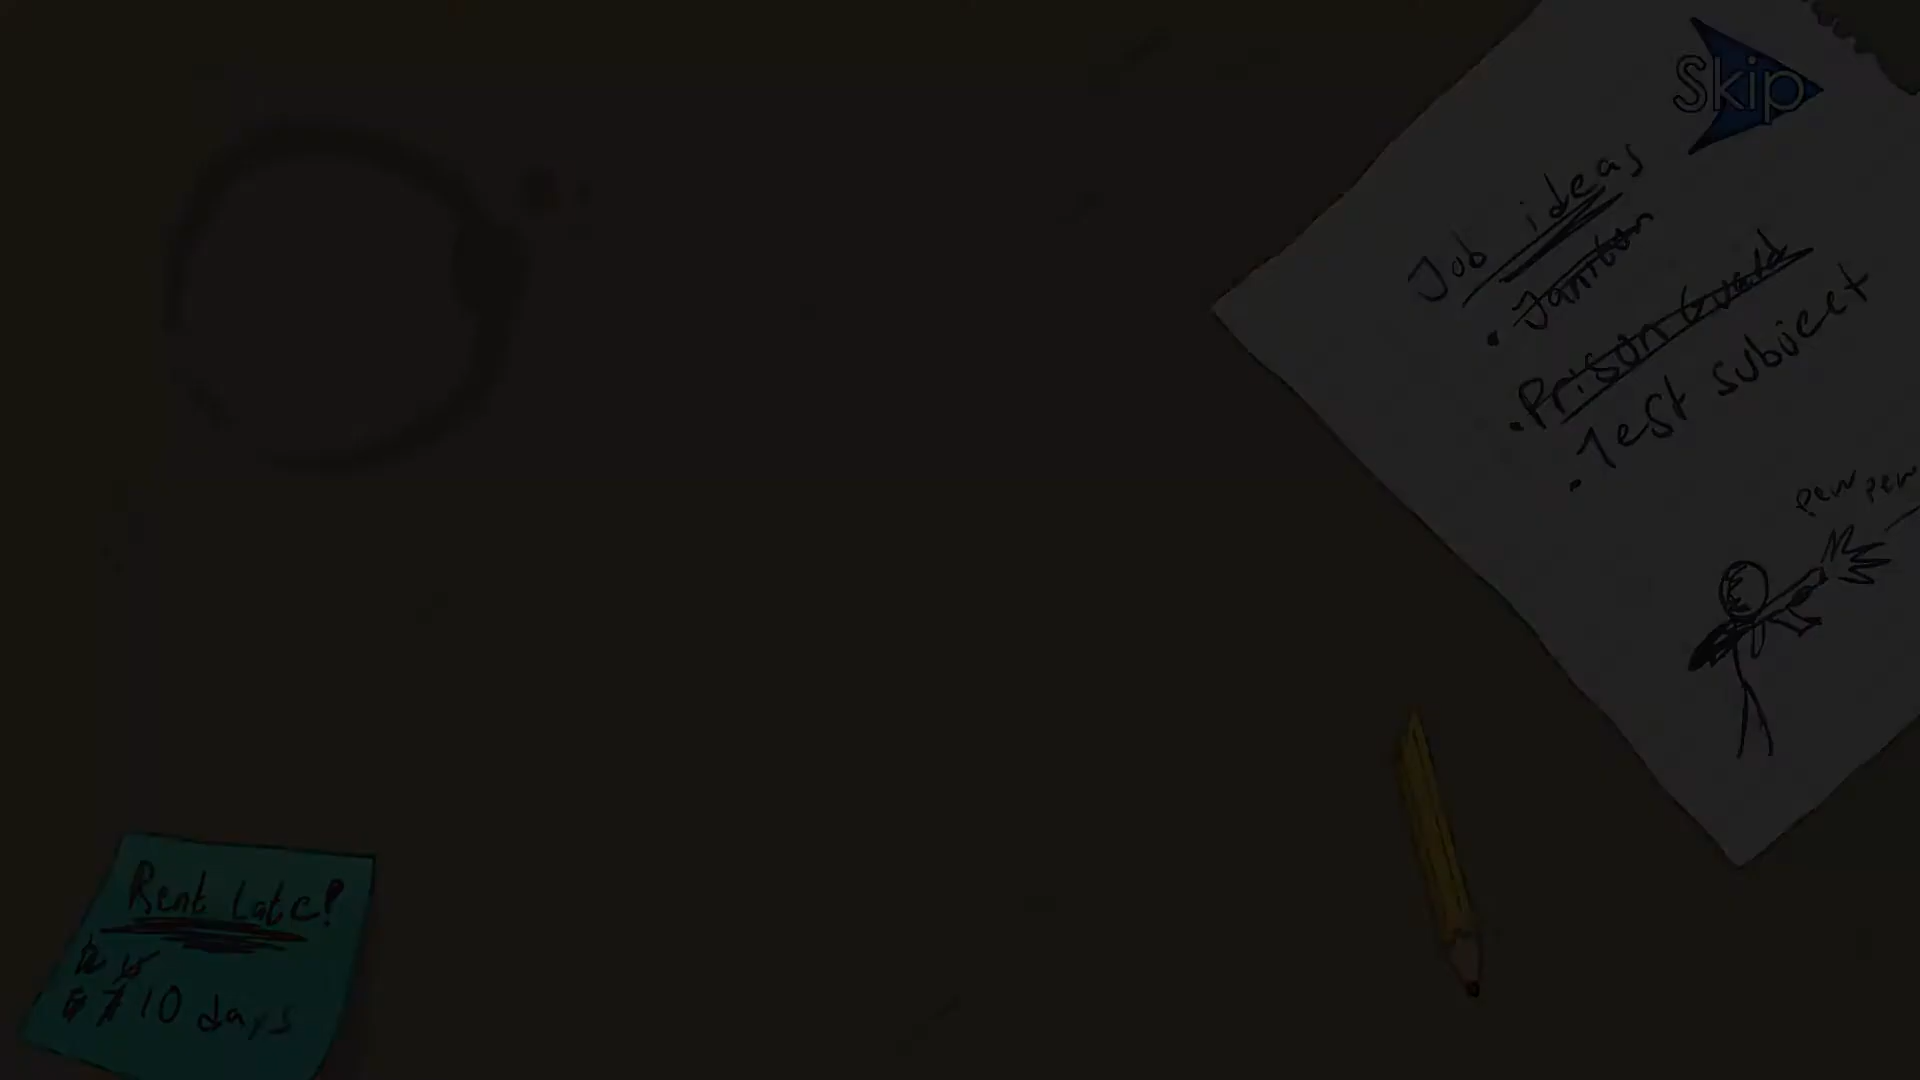 Skip
Job ideas
• Janitor
• Prison Guard
• Test subject
pew pew
Rent Late!
10 days